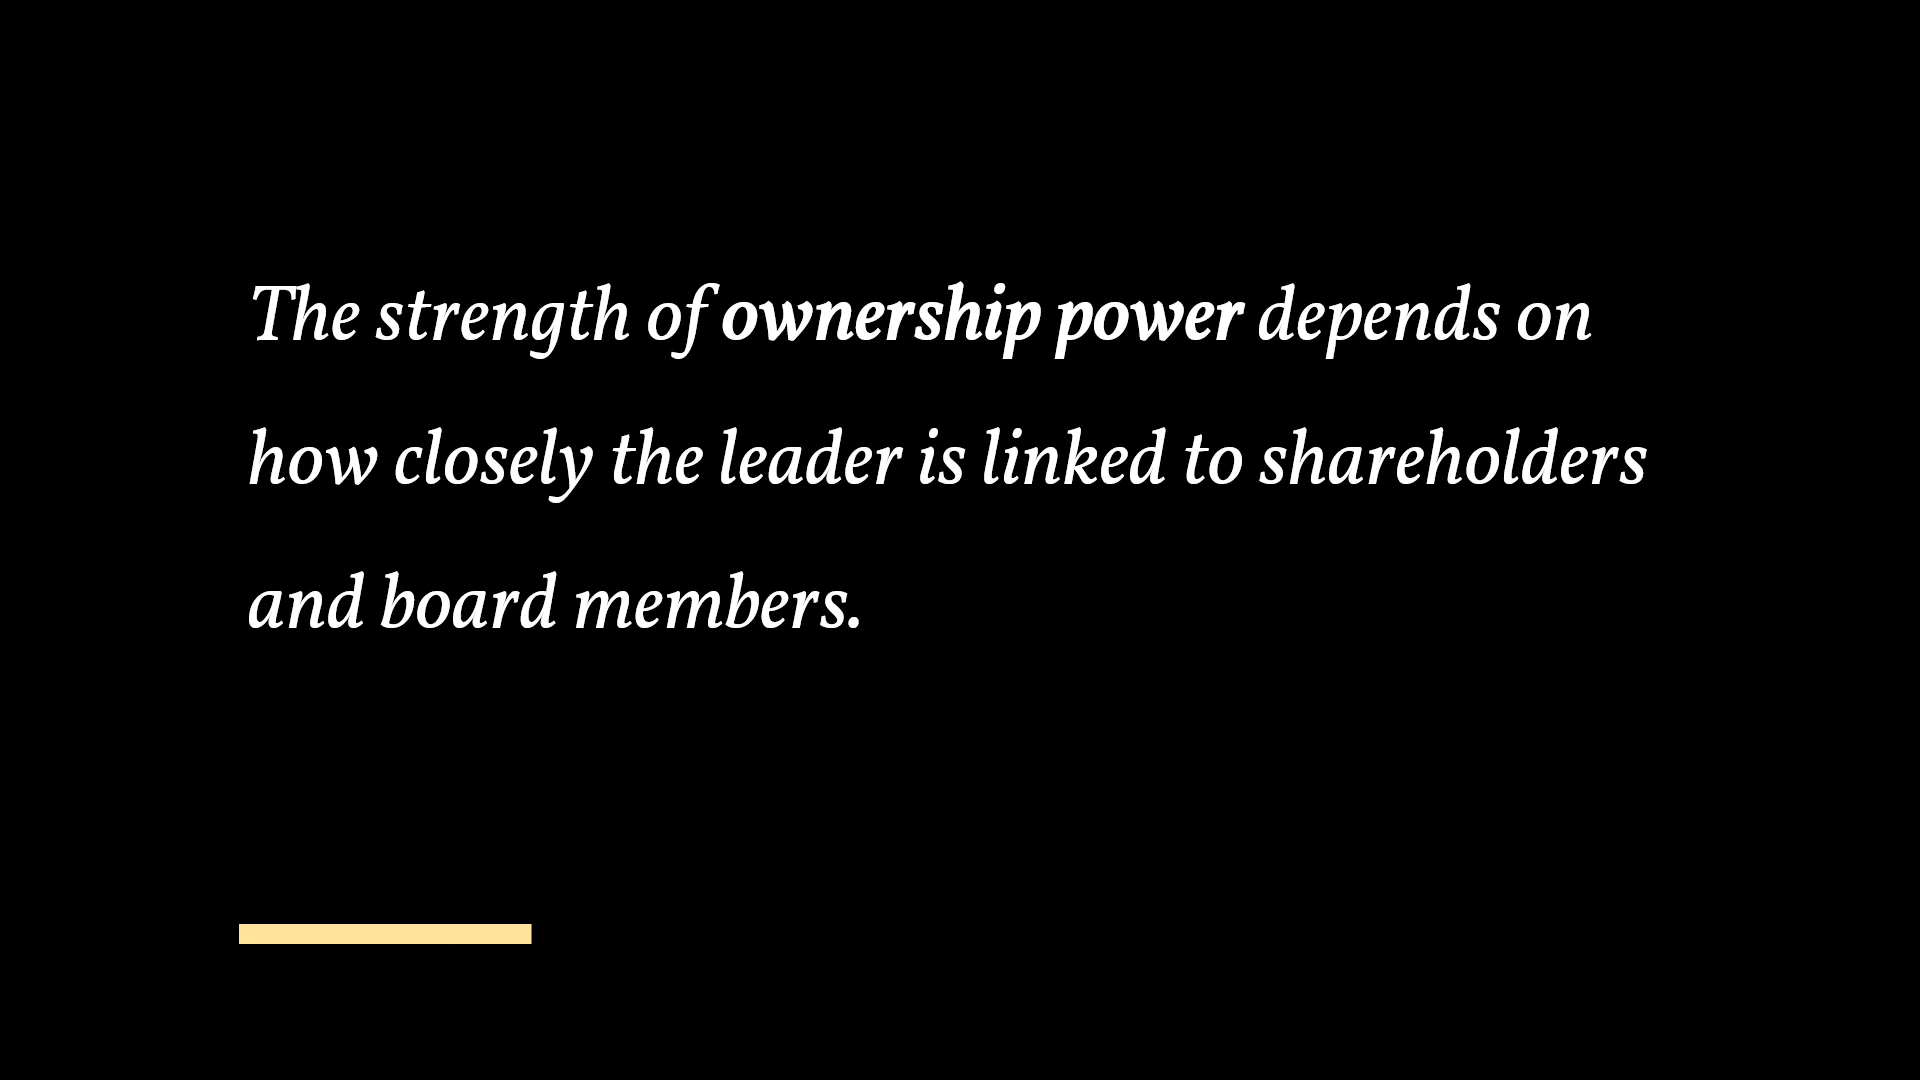 The strength of ownership power depends on
how closely the leader is linked to shareholders
and board members.